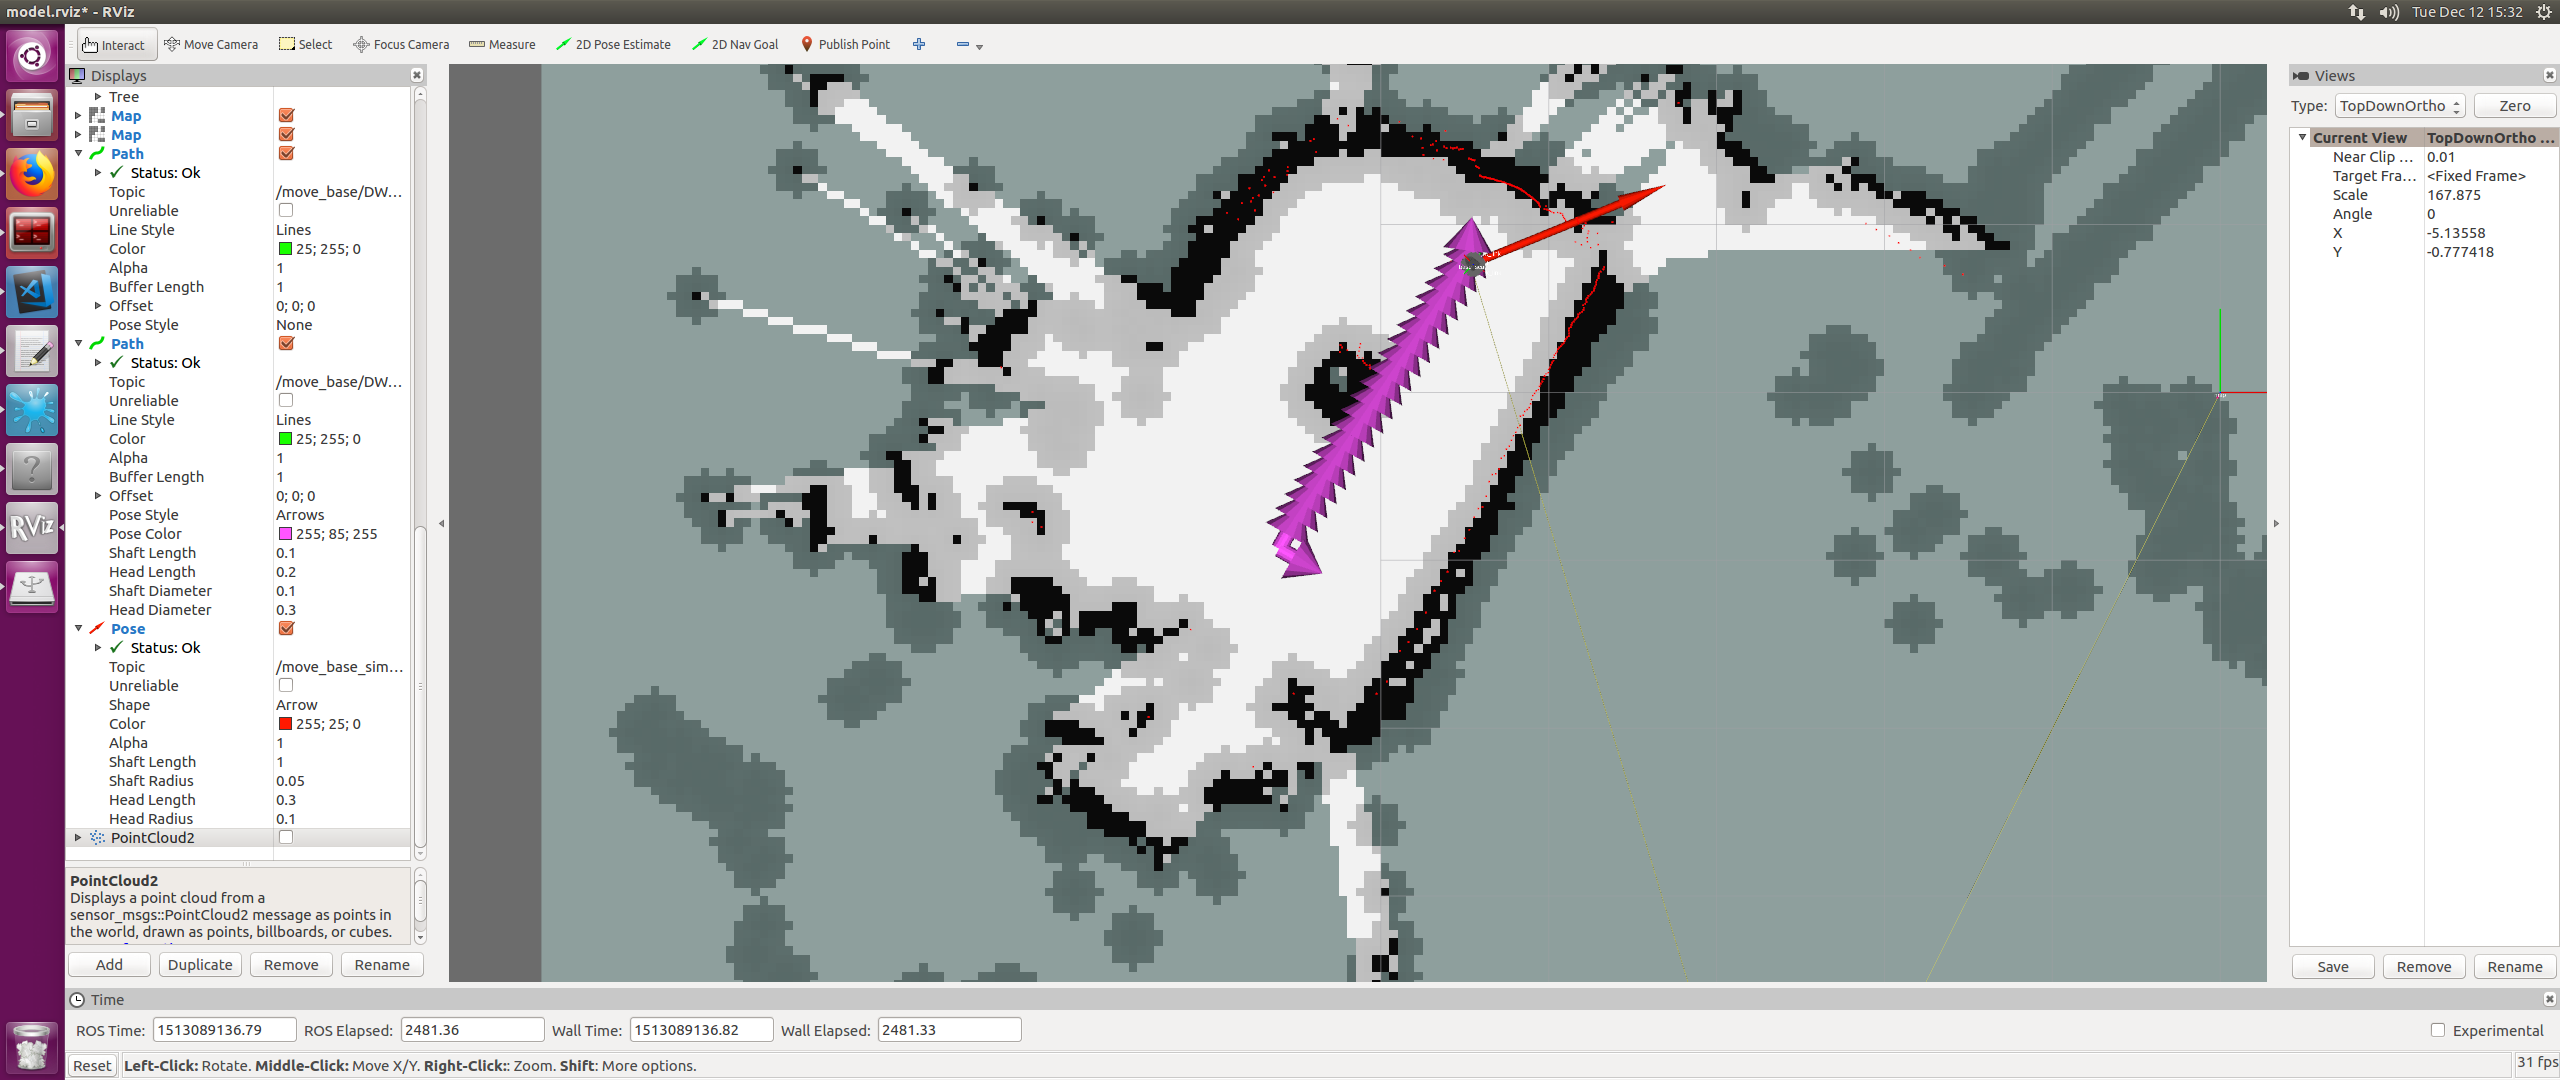 model.rviz* - RViz
Tue Dec 12 15:32
Interact Move Camera Select Focus Camera Measure 2D Pose Estimate 2D Nav Goal Publish Point
Displays
Tree
Map
Map
Path
Status: Ok
Topic /move_base/DW...
Unreliable
Line Style Lines
Color 25; 255; 0
Alpha 1
Buffer Length 1
Offset 0; 0; 0
Pose Style None
Path
Status: Ok
Topic /move_base/DW...
Unreliable
Line Style Lines
Color 25; 255; 0
Alpha 1
Buffer Length 1
Offset 0; 0; 0
Pose Style Arrows
Pose Color 255; 85; 255
Shaft Length 0.1
Head Length 0.2
Shaft Diameter 0.1
Head Diameter 0.3
Pose
Status: Ok
Topic /move_base_sim...
Unreliable
Shape Arrow
Color 255; 25; 0
Alpha 1
Shaft Length 1
Shaft Radius 0.05
Head Length 0.3
Head Radius 0.1
PointCloud2
PointCloud2
Displays a point cloud from a
sensor_msgs::PointCloud2 message as points in
the world, drawn as points, billboards, or cubes.
Add Duplicate Remove Rename
RViz
Views
Type: TopDownOrtho Zero
Current View TopDownOrtho ...
Near Clip ... 0.01
Target Fra... <Fixed Frame>
Scale 167.875
Angle 0
X -5.13558
Y -0.777418
Save Remove Rename
Time
ROS Time: 1513089136.79 ROS Elapsed: 2481.36 Wall Time: 1513089136.82 Wall Elapsed: 2481.33 Experimental
Reset Left-Click: Rotate. Middle-Click: Move X/Y. Right-Click:: Zoom. Shift: More options. 31 fps